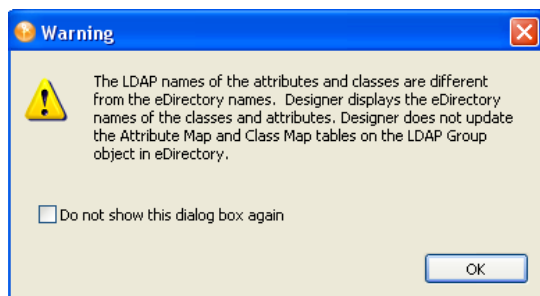 Warning
The LDAP names of the attributes and classes are different
from the eDirectory names.  Designer displays the eDirectory
names of the classes and attributes. Designer does not update
the Attribute Map and Class Map tables on the LDAP Group
object in eDirectory.
Do not show this dialog box again
OK